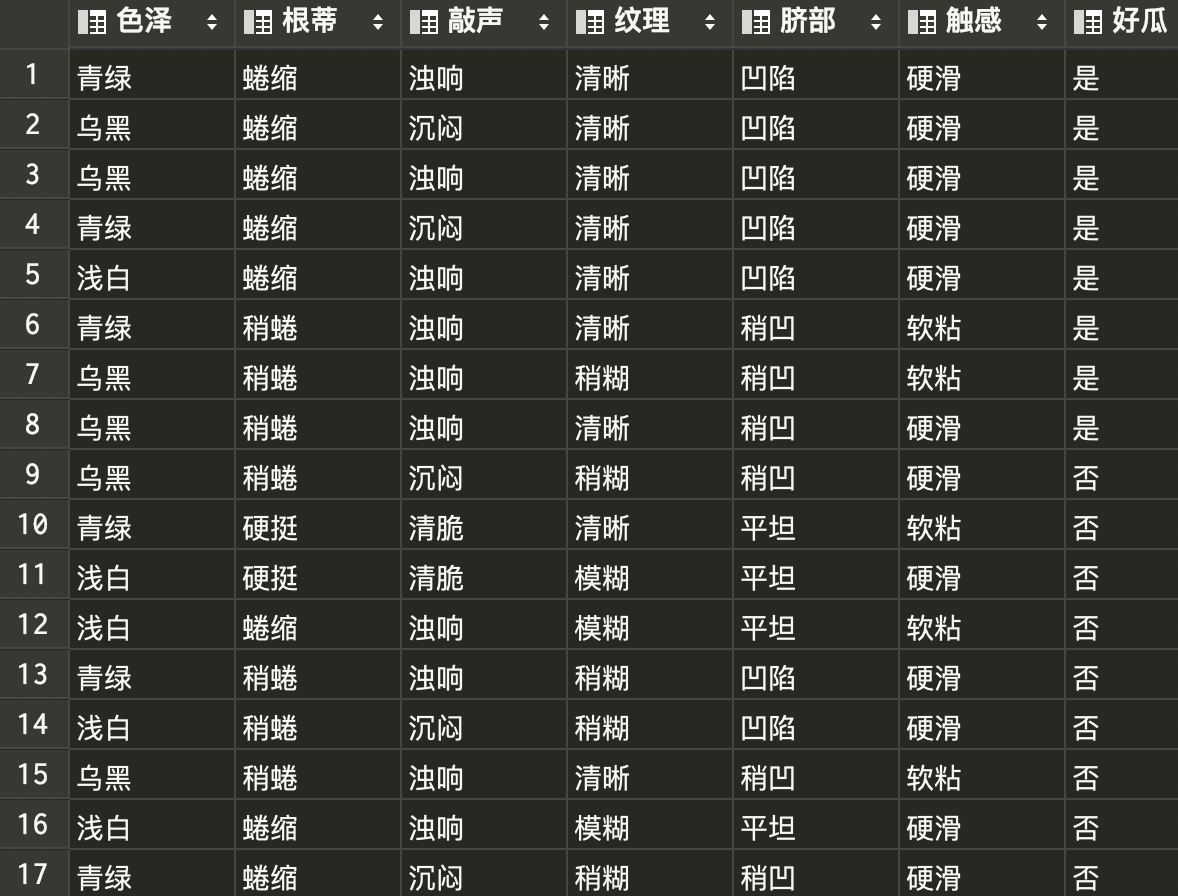 色泽 根蒂 敲声 纹理 脐部 触感 好瓜
1 青绿 蜷缩 浊响 清晰 凹陷 硬滑 是
2 乌黑 蜷缩 沉闷 清晰 凹陷 硬滑 是
3 乌黑 蜷缩 浊响 清晰 凹陷 硬滑 是
4 青绿 蜷缩 沉闷 清晰 凹陷 硬滑 是
5 浅白 蜷缩 浊响 清晰 凹陷 硬滑 是
6 青绿 稍蜷 浊响 清晰 稍凹 软粘 是
7 乌黑 稍蜷 浊响 稍糊 稍凹 软粘 是
8 乌黑 稍蜷 浊响 清晰 稍凹 硬滑 是
9 乌黑 稍蜷 沉闷 稍糊 稍凹 硬滑 否
10 青绿 硬挺 清脆 清晰 平坦 软粘 否
11 浅白 硬挺 清脆 模糊 平坦 硬滑 否
12 浅白 蜷缩 浊响 模糊 平坦 软粘 否
13 青绿 稍蜷 浊响 稍糊 凹陷 硬滑 否
14 浅白 稍蜷 沉闷 稍糊 凹陷 硬滑 否
15 乌黑 稍蜷 浊响 清晰 稍凹 软粘 否
16 浅白 蜷缩 浊响 模糊 平坦 硬滑 否
17 青绿 蜷缩 沉闷 稍糊 稍凹 硬滑 否